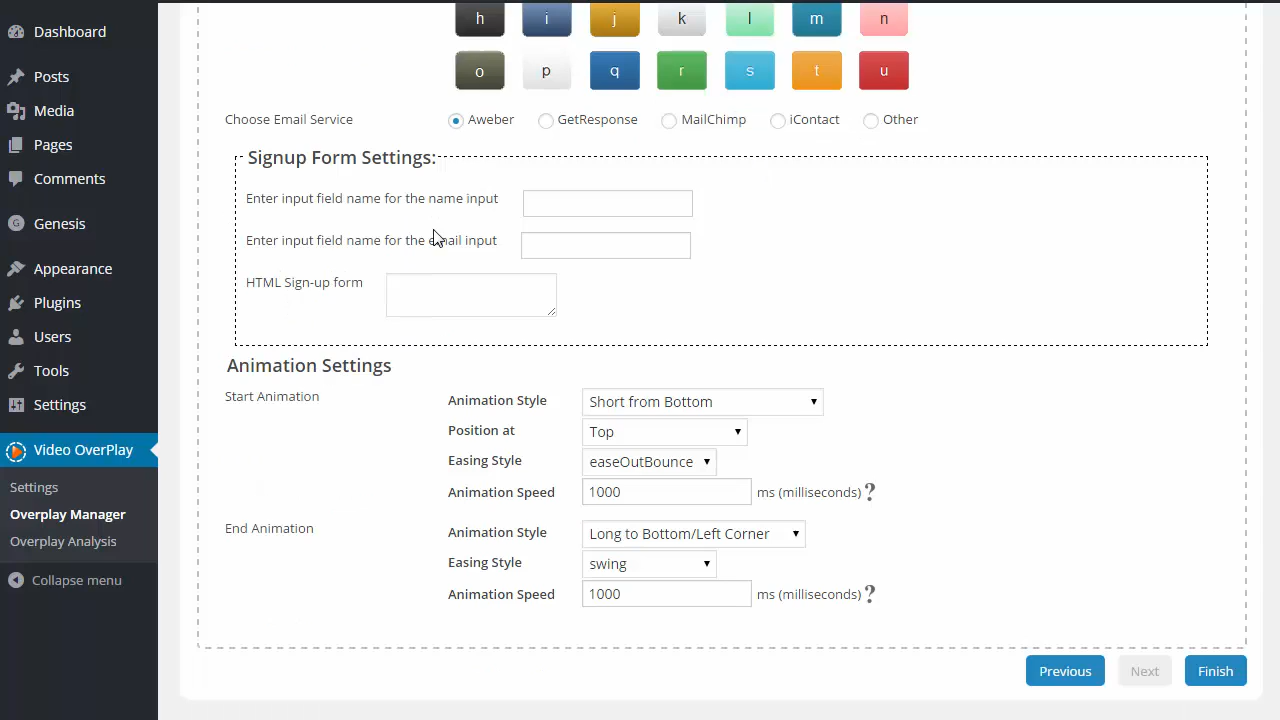 Dashboard
Posts
Media
Pages
Comments
Genesis
Appearance
Plugins
Users
Tools
Settings
Video OverPlay
Settings
Overplay Manager
Overplay Analysis
Collapse menu
h i j k l m n
o p q r s t u
Choose Email Service Aweber GetResponse MailChimp iContact Other
Signup Form Settings:
Enter input field name for the name input
Enter input field name for the email input
HTML Sign-up form
Animation Settings
Start Animation Animation Style Short from Bottom
Position at Top
Easing Style easeOutBounce
Animation Speed 1000 ms (milliseconds) ?
End Animation Animation Style Long to Bottom/Left Corner
Easing Style swing
Animation Speed 1000 ms (milliseconds) ?
Previous Next Finish